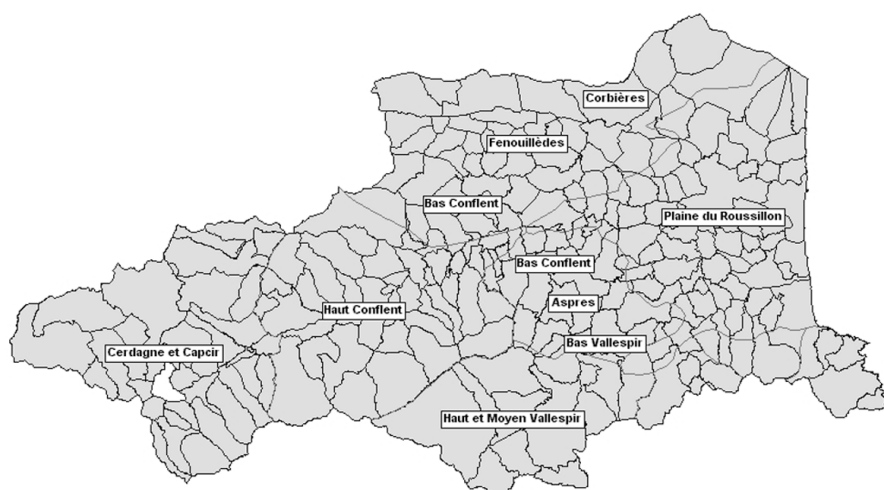 Corbières
Fenouillèdes
Bas Conflent
Plaine du Roussillon
Bas Conflent
Aspres
Haut Conflent
Bas Vallespir
Cerdagne et Capcir
Haut et Moyen Vallespir